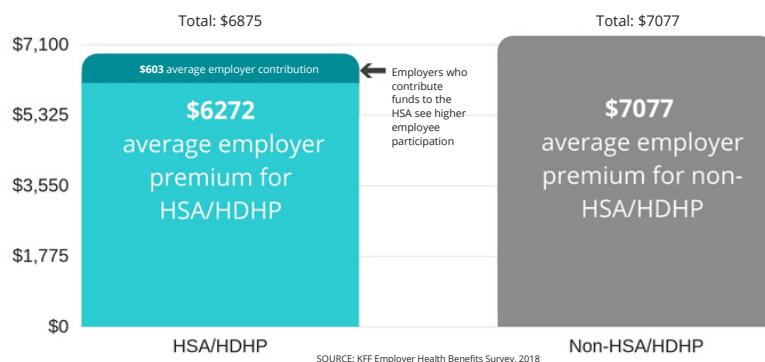 Total: $6875
Total: $7077
$7,100
$5,325
$3,550
$1,775
$0
$603 average employer contribution
$6272
average employer
premium for
HSA/HDHP
Employers who
contribute
funds to the
HSA see higher
employee
participation
$7077
average employer
premium for non-
HSA/HDHP
HSA/HDHP
Non-HSA/HDHP
SOURCE: KFF Employer Health Benefits Survey, 2018